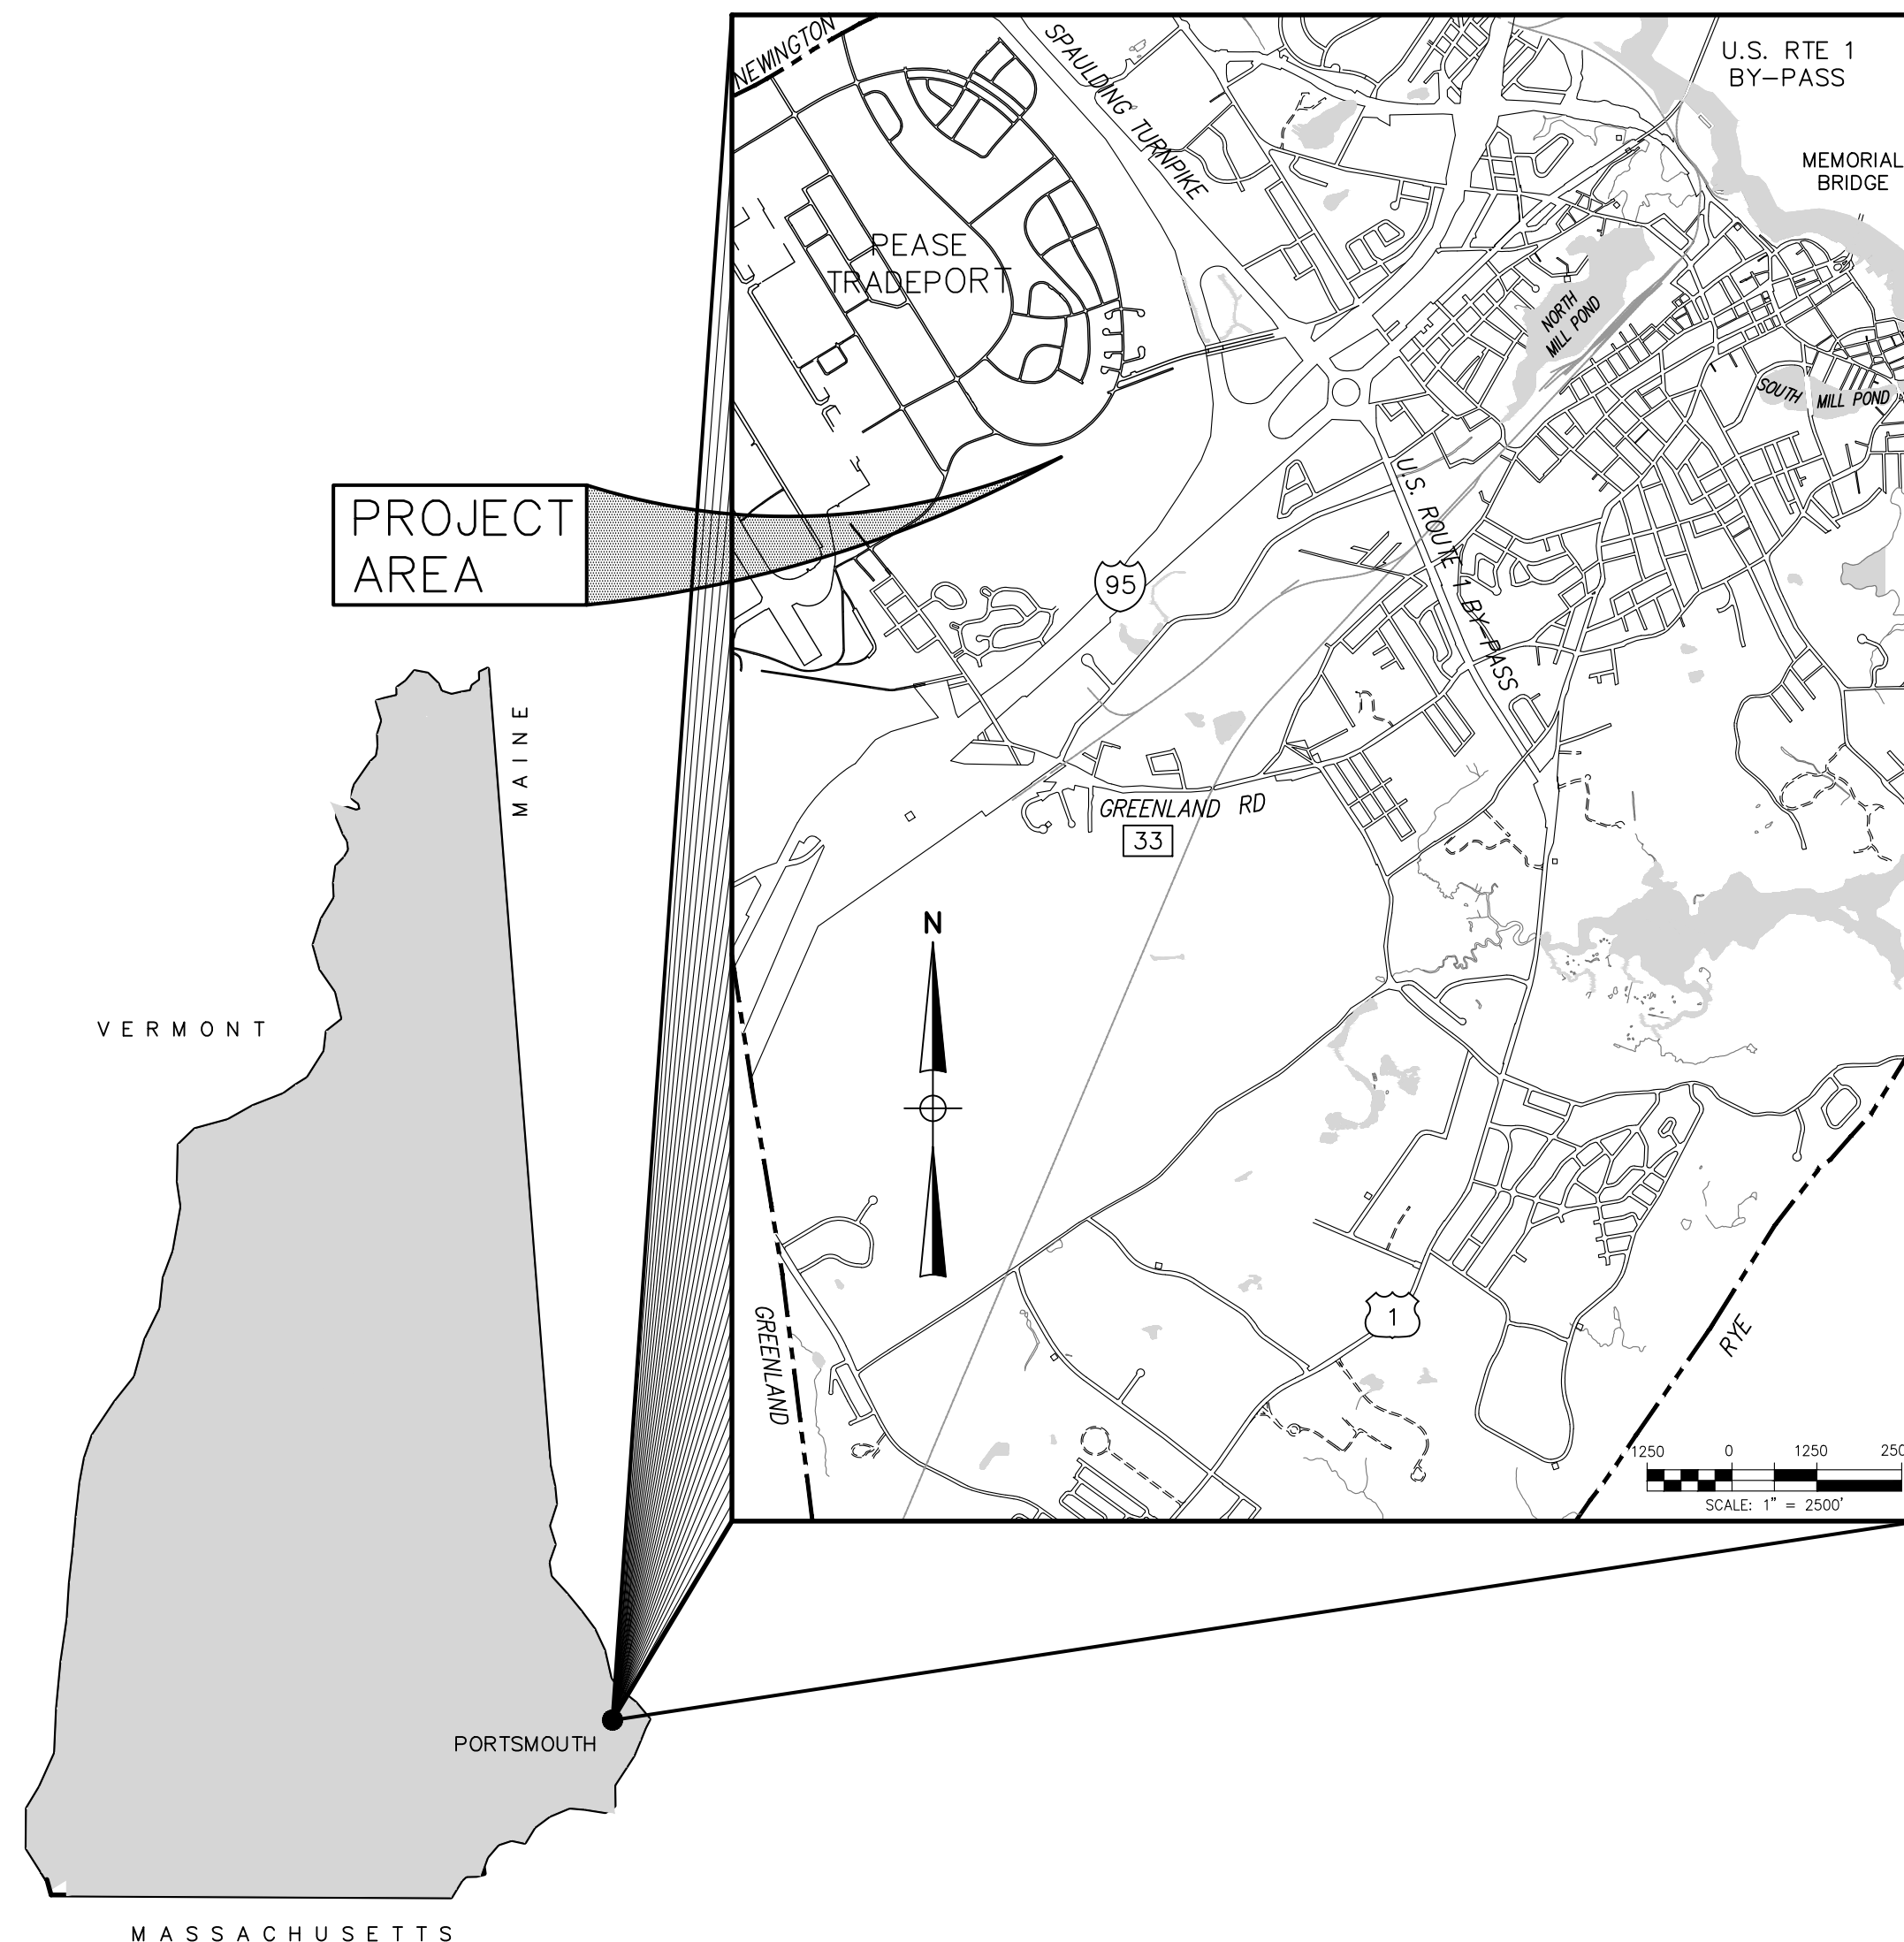 NEWINGTON
SPAULDING TURNPIKE
U.S. RTE 1
BY-PASS
MEMORIAL
BRIDGE
PEASE
TRADEPORT
NORTH
MILL POND
SOUTH MILL POND
PROJECT
AREA
U.S. ROUTE 1 BY-PASS
95
MAINE
GREENLAND RD
33
N
VERMONT
GREENLAND
1
RYE
1250 0 1250 250
SCALE: 1" = 2500'
PORTSMOUTH
MASSACHUSETTS